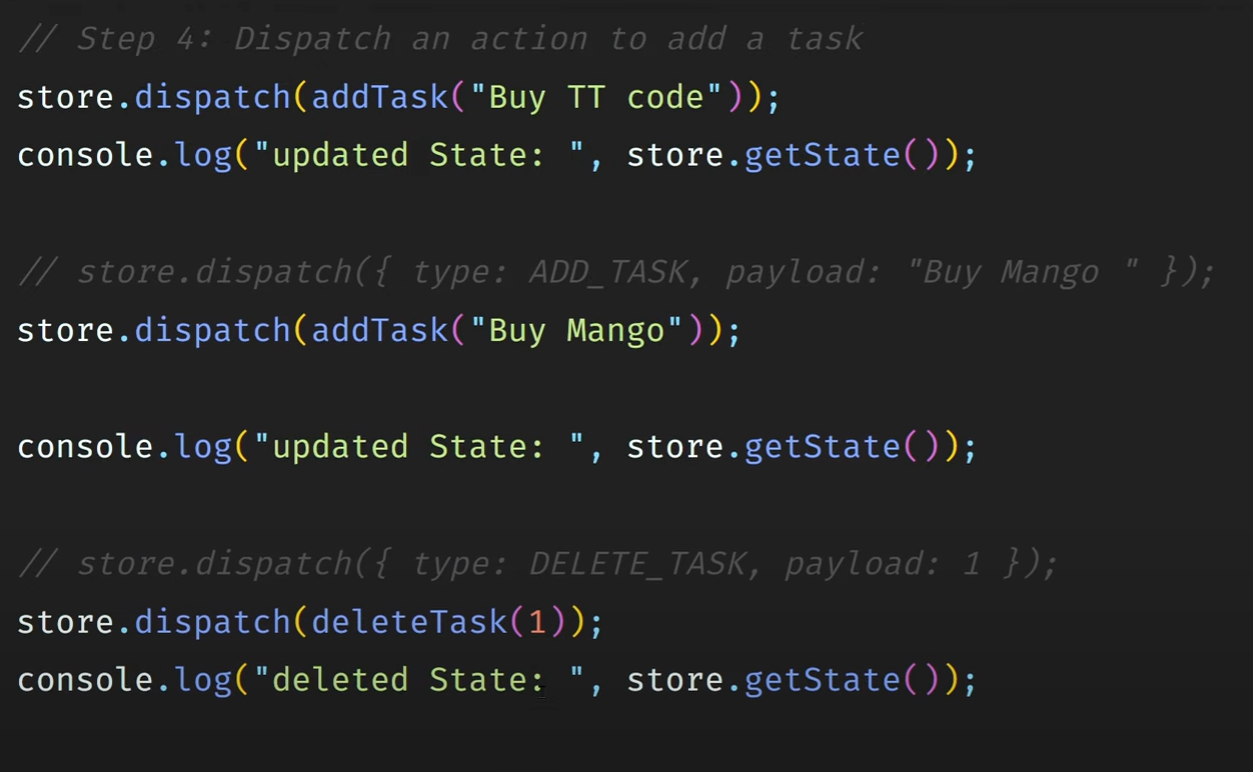 // Step 4: Dispatch an action to add a task
store.dispatch(addTask("Buy TT code"));
console.log("updated State: ", store.getState());
// store.dispatch({ type: ADD_TASK, payload: "Buy Mango " });
store.dispatch(addTask("Buy Mango"));
console.log("updated State: ", store.getState());
// store.dispatch({ type: DELETE_TASK, payload: 1 });
store.dispatch(deleteTask(1));
console.log("deleted State: ", store.getState());